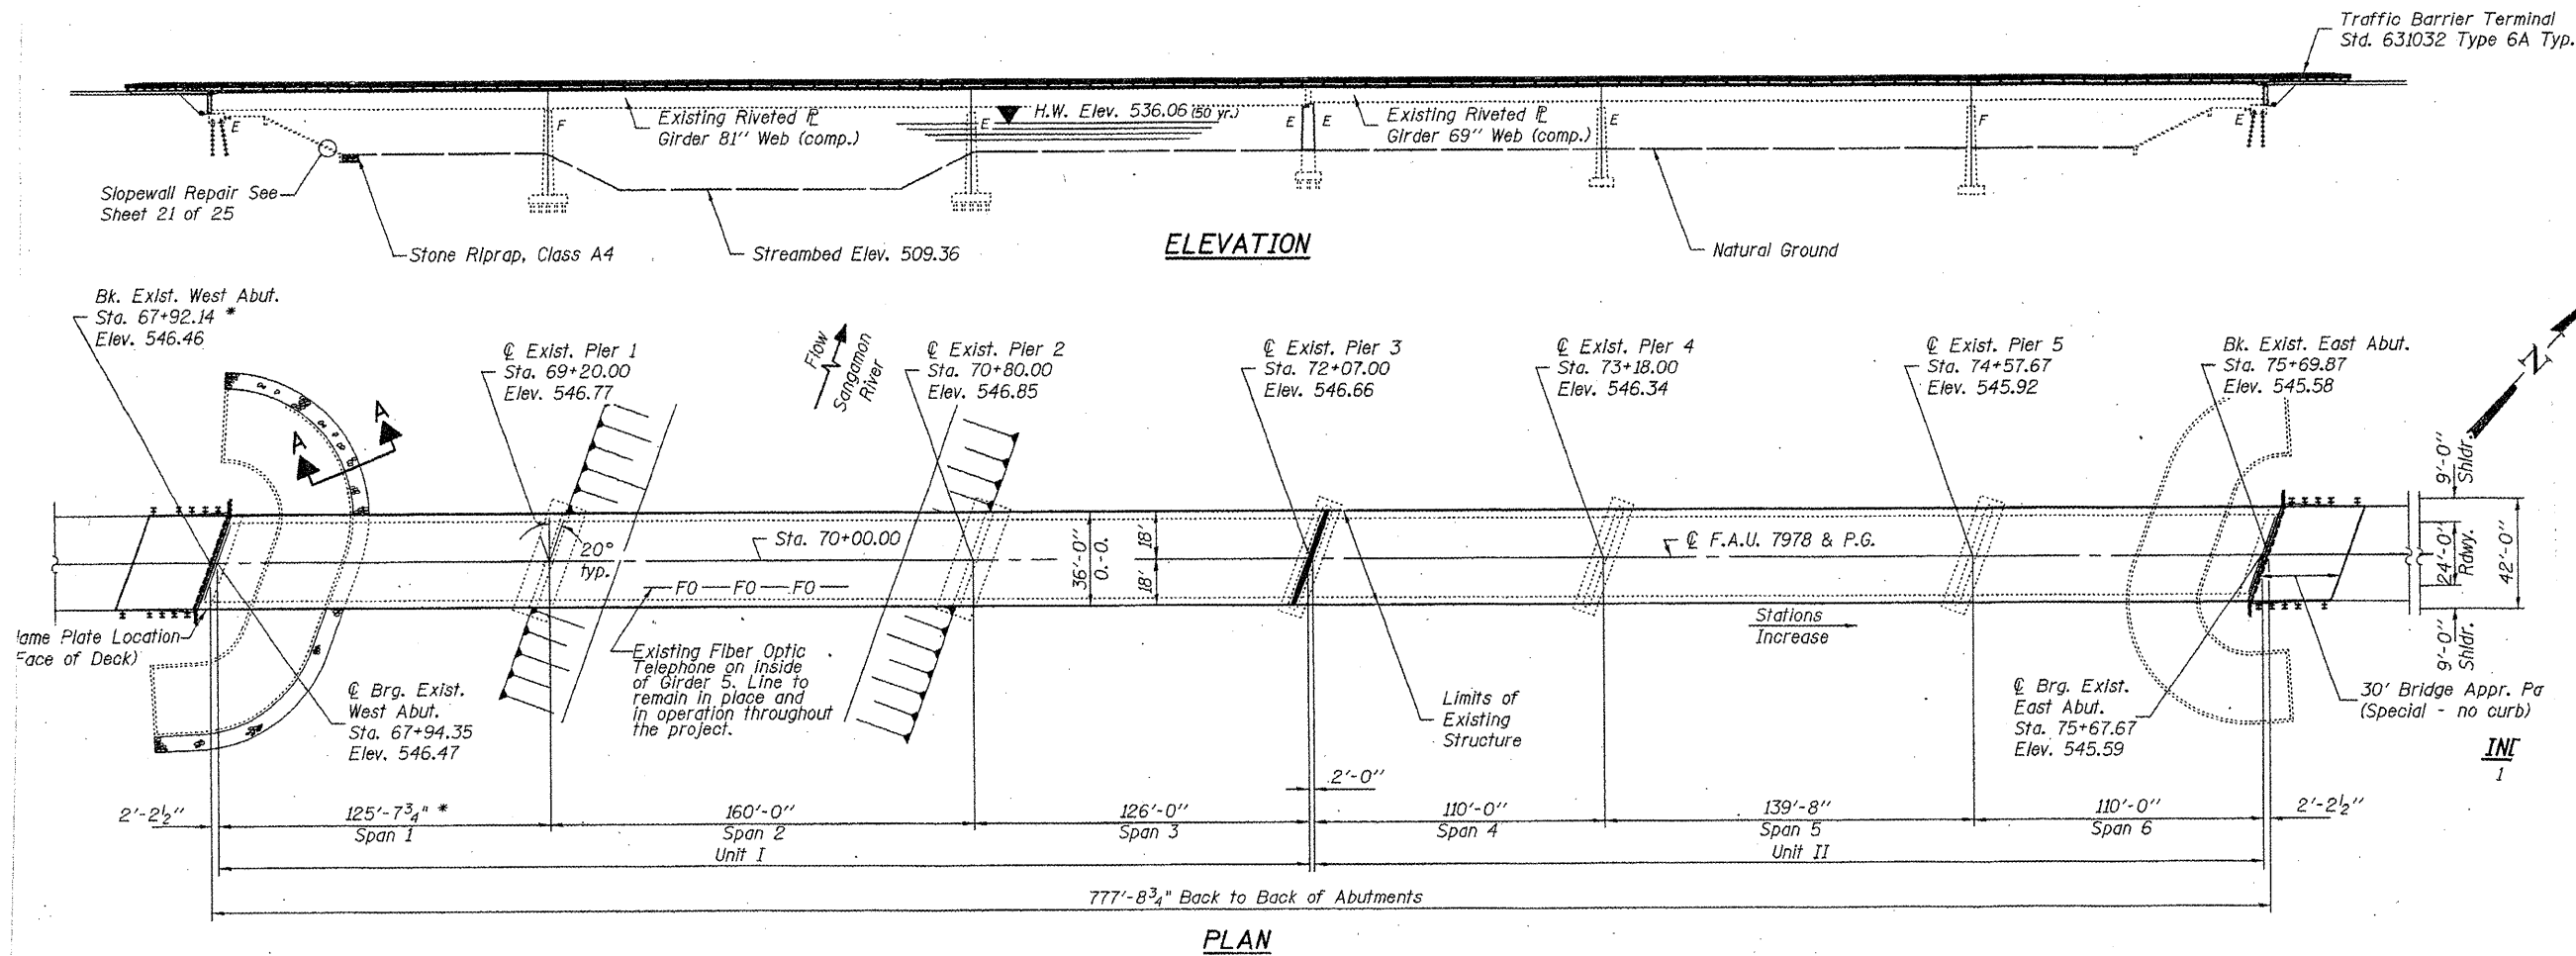 Traffic Barrier Terminal
Std. 631032 Type 6A Typ.
Existing Riveted ℄
Girder 81" Web (comp.)
H.W. Elev. 536.06 (50 yr.)
Existing Riveted
Girder 69" Web (comp.)
E
F
E
E
E
E
F
E
Slopewall Repair See
Sheet 21 of 25
Stone Riprap, Class A4
Streambed Elev. 509.36
ELEVATION
Natural Ground
Bk. Exist. West Abut.
Sta. 67+92.14 *
Elev. 546.46
℄ Exist. Pier 1
Sta. 69+20.00
Elev. 546.77
Flow
Sangamon
River
℄ Exist. Pier 2
Sta. 70+80.00
Elev. 546.85
℄ Exist. Pier 3
Sta. 72+07.00
Elev. 546.66
℄ Exist. Pier 4
Sta. 73+18.00
Elev. 546.34
℄ Exist. Pier 5
Sta. 74+57.67
Elev. 545.92
Bk. Exist. East Abut.
Sta. 75+69.87
Elev. 545.58
N
A
A
20°
typ.
Sta. 70+00.00
FO FO FO
36'-0"
O.-O.
18'
18'
℄ F.A.U. 7978 & P.G.
9'-0"
Shldr.
24'-0"
Rdwy.
42'-0"
9'-0"
Shldr.
Stations
Increase
ame Plate Location
Face of Deck)
Existing Fiber Optic
Telephone on inside
of Girder 5. Line to
remain in place and
in operation throughout
the project.
℄ Brg. Exist.
West Abut.
Sta. 67+94.35
Elev. 546.47
Limits of
Existing
Structure
℄ Brg. Exist.
East Abut.
Sta. 75+67.67
Elev. 545.59
30' Bridge Appr. Pa
(Special - no curb)
IND
1
2'-0"
2'-2½"
125'-7¾" *
Span 1
160'-0"
Span 2
126'-0"
Span 3
110'-0"
Span 4
139'-8"
Span 5
110'-0"
Span 6
2'-2½"
Unit I
Unit II
777'-8¾" Back to Back of Abutments
PLAN